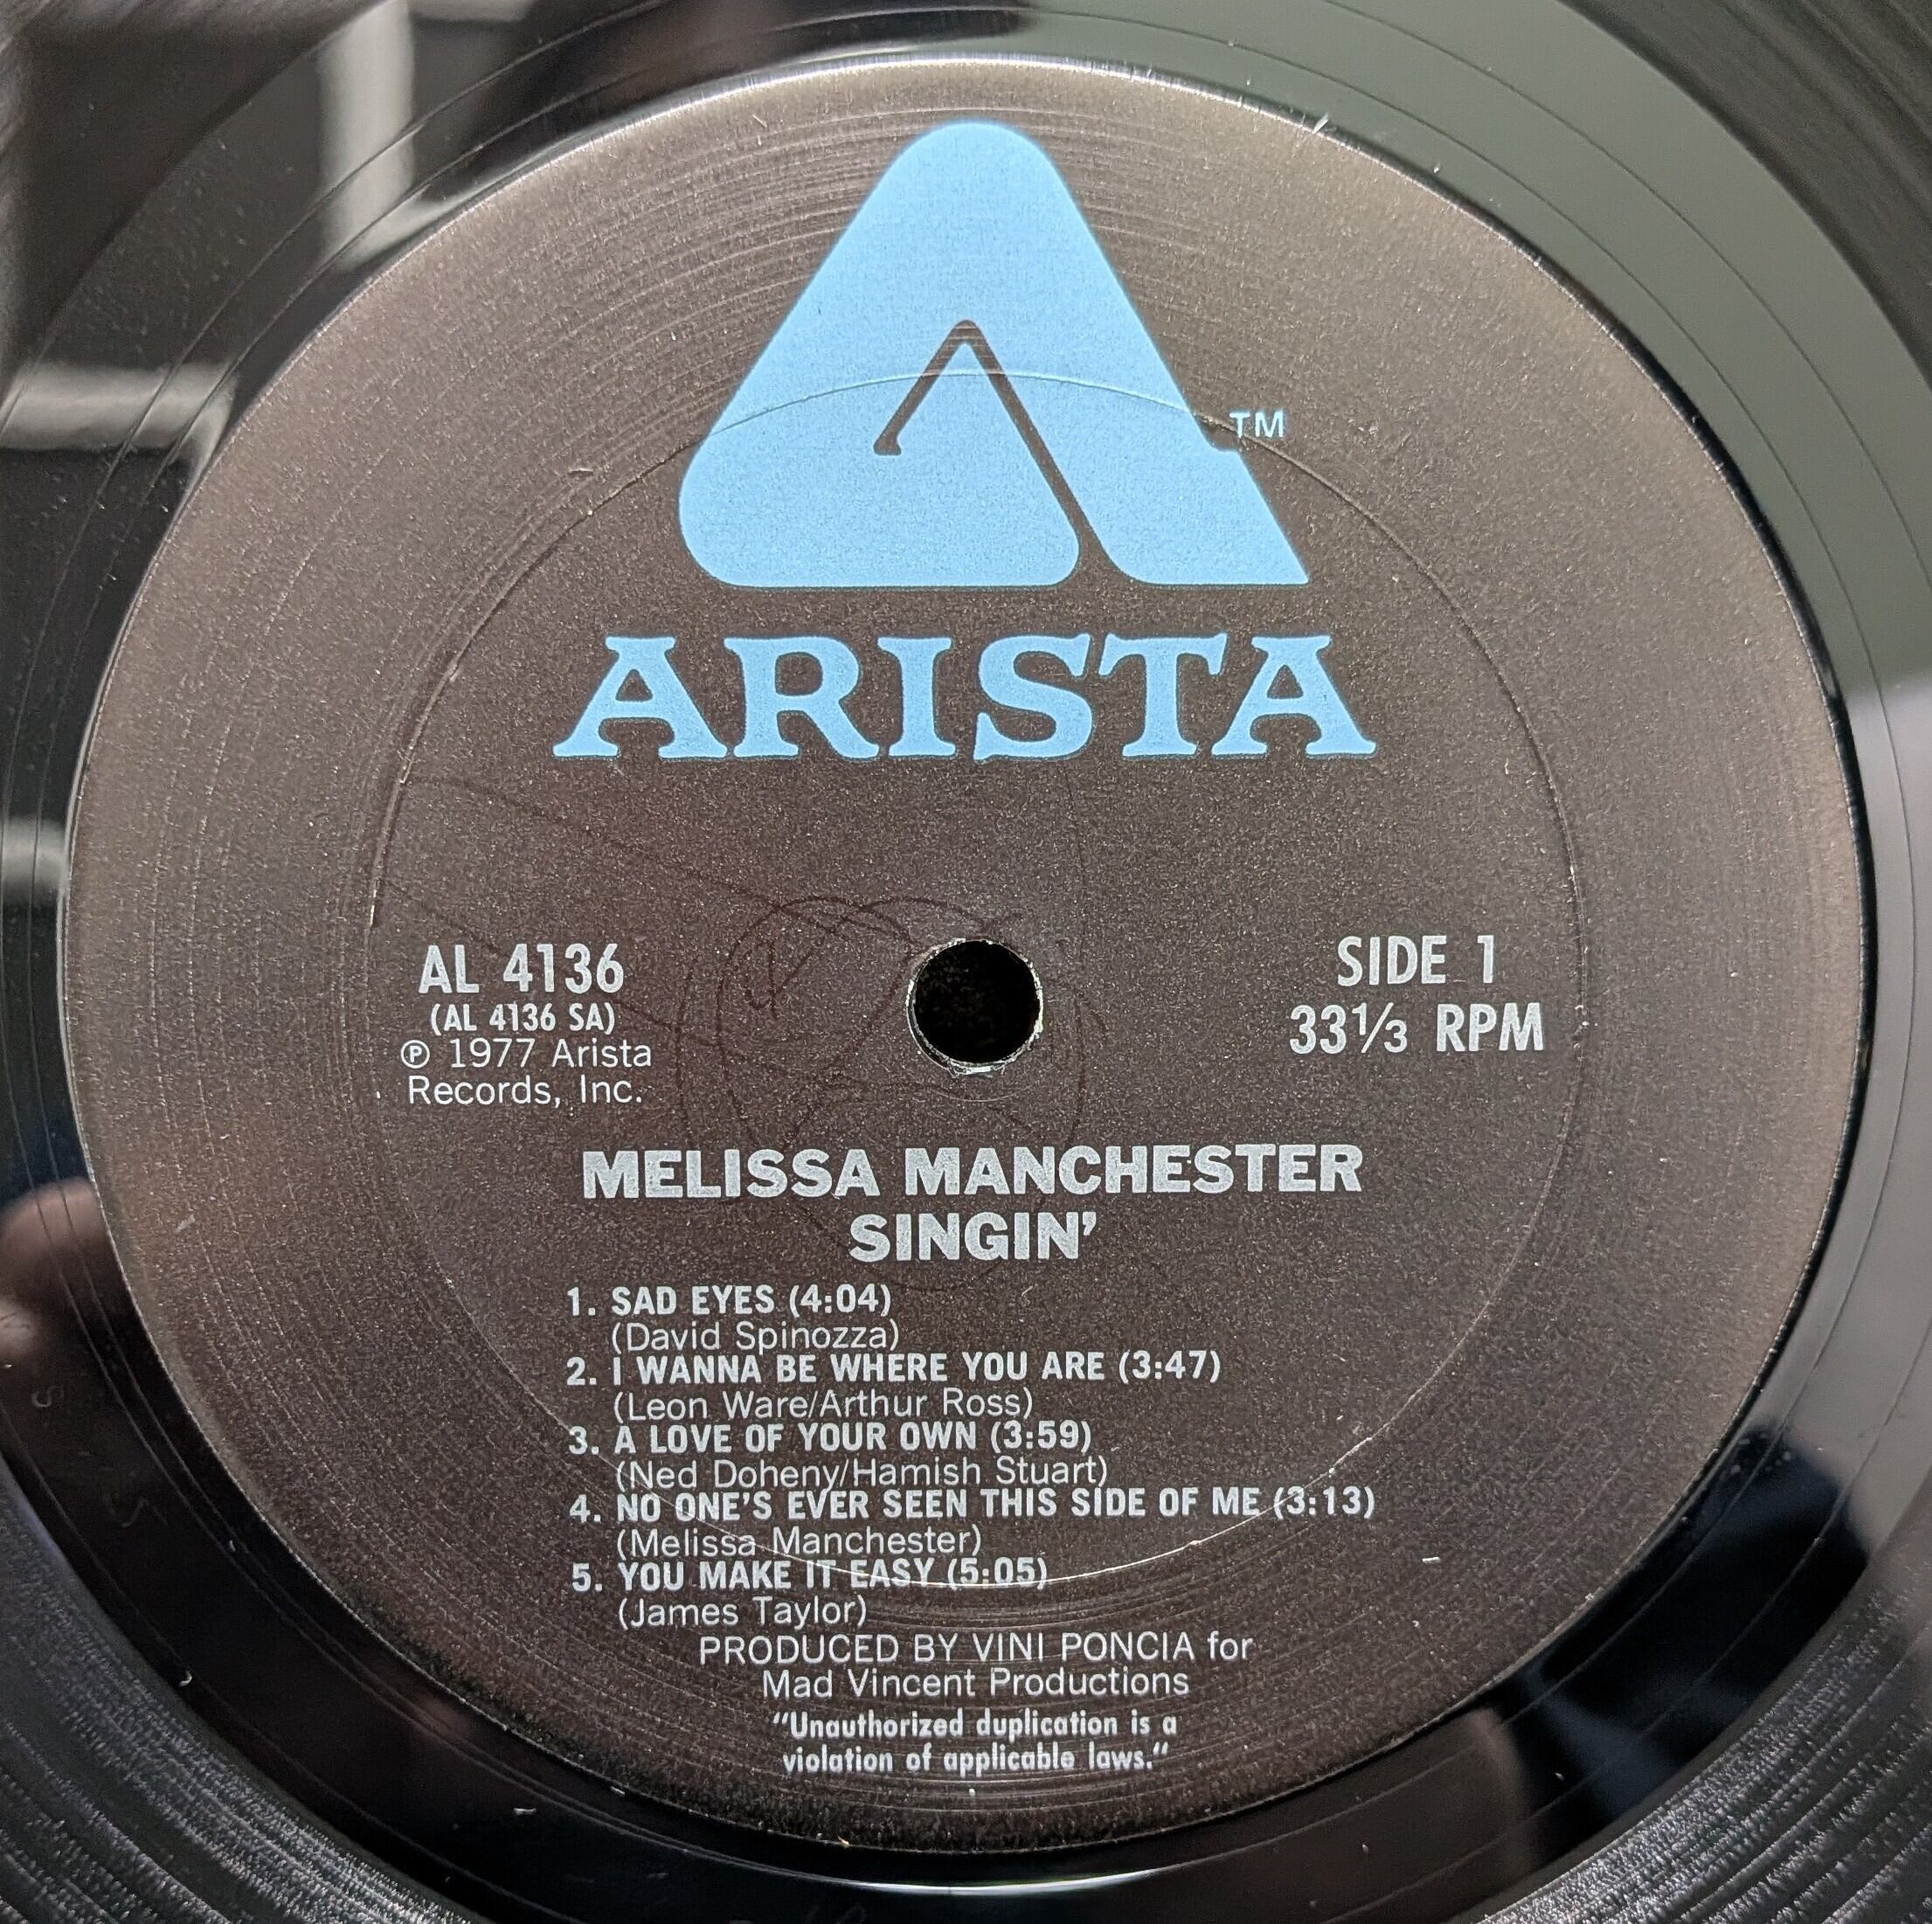 TM
ARISTA
AL 4136
(AL 4136 SA)
℗ 1977 Arista
Records, Inc.
SIDE 1
33⅓ RPM
MELISSA MANCHESTER
SINGIN'
1. SAD EYES (4:04)
(David Spinozza)
2. I WANNA BE WHERE YOU ARE (3:47)
(Leon Ware/Arthur Ross)
3. A LOVE OF YOUR OWN (3:59)
(Ned Doheny/Hamish Stuart)
4. NO ONE'S EVER SEEN THIS SIDE OF ME (3:13)
(Melissa Manchester)
5. YOU MAKE IT EASY (5:05)
(James Taylor)
PRODUCED BY VINI PONCIA for
Mad Vincent Productions
"Unauthorized duplication is a
violation of applicable laws."